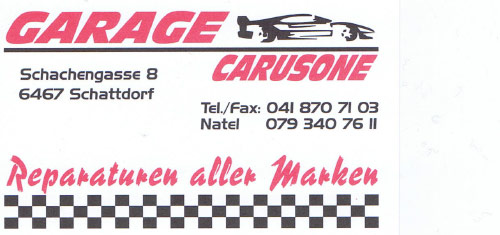 GARAGE
CARUSONE
Schachengasse 8
6467 Schattdorf
Tel./Fax: 041 870 71 03
Natel 079 340 76 11
Reparaturen aller Marken